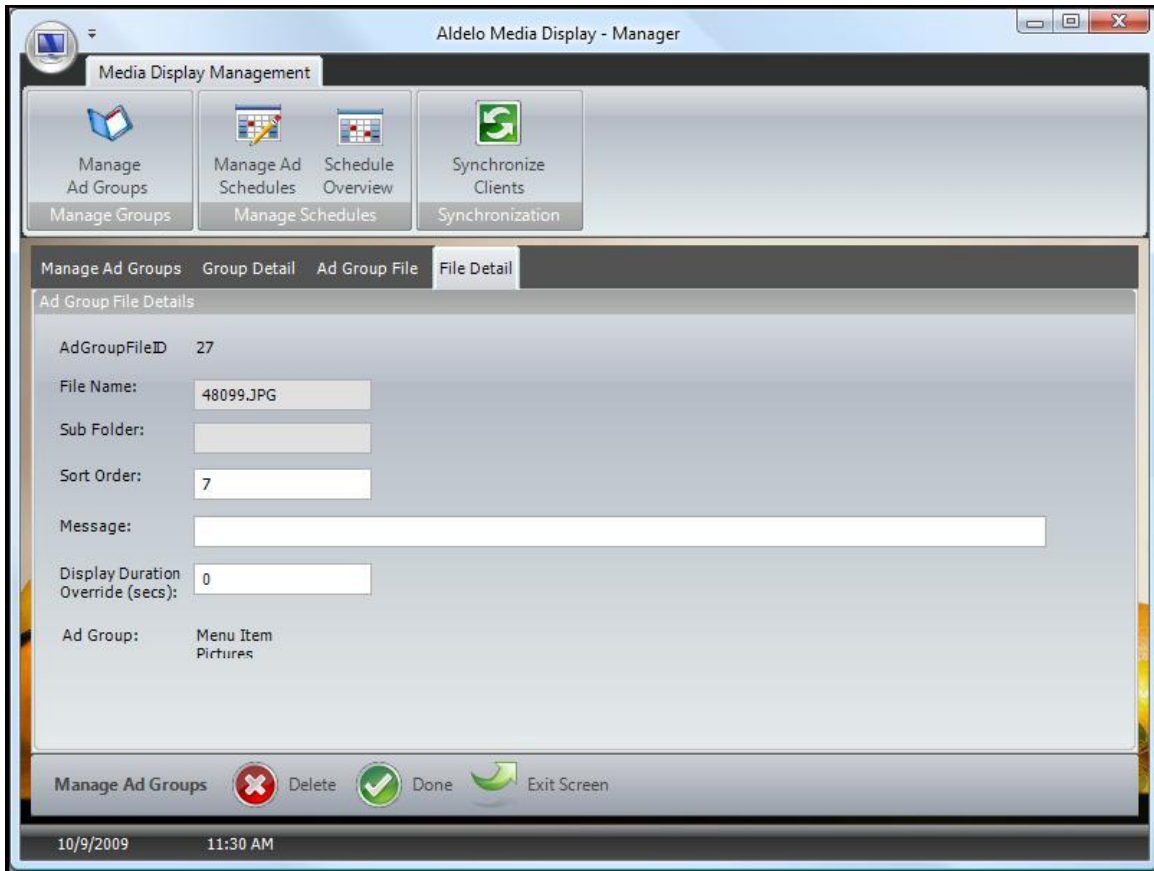 Aldelo Media Display - Manager
Media Display Management
Manage
Ad Groups
Manage Ad
Schedules
Schedule
Overview
Synchronize
Clients
Manage Groups
Manage Schedules
Synchronization
Manage Ad Groups Group Detail Ad Group File File Detail
Ad Group File Details
AdGroupFileID 27
File Name: 48099.JPG
Sub Folder:
Sort Order: 7
Message:
Display Duration
Override (secs): 0
Ad Group: Menu Item
Pictures
Manage Ad Groups Delete Done Exit Screen
10/9/2009 11:30 AM